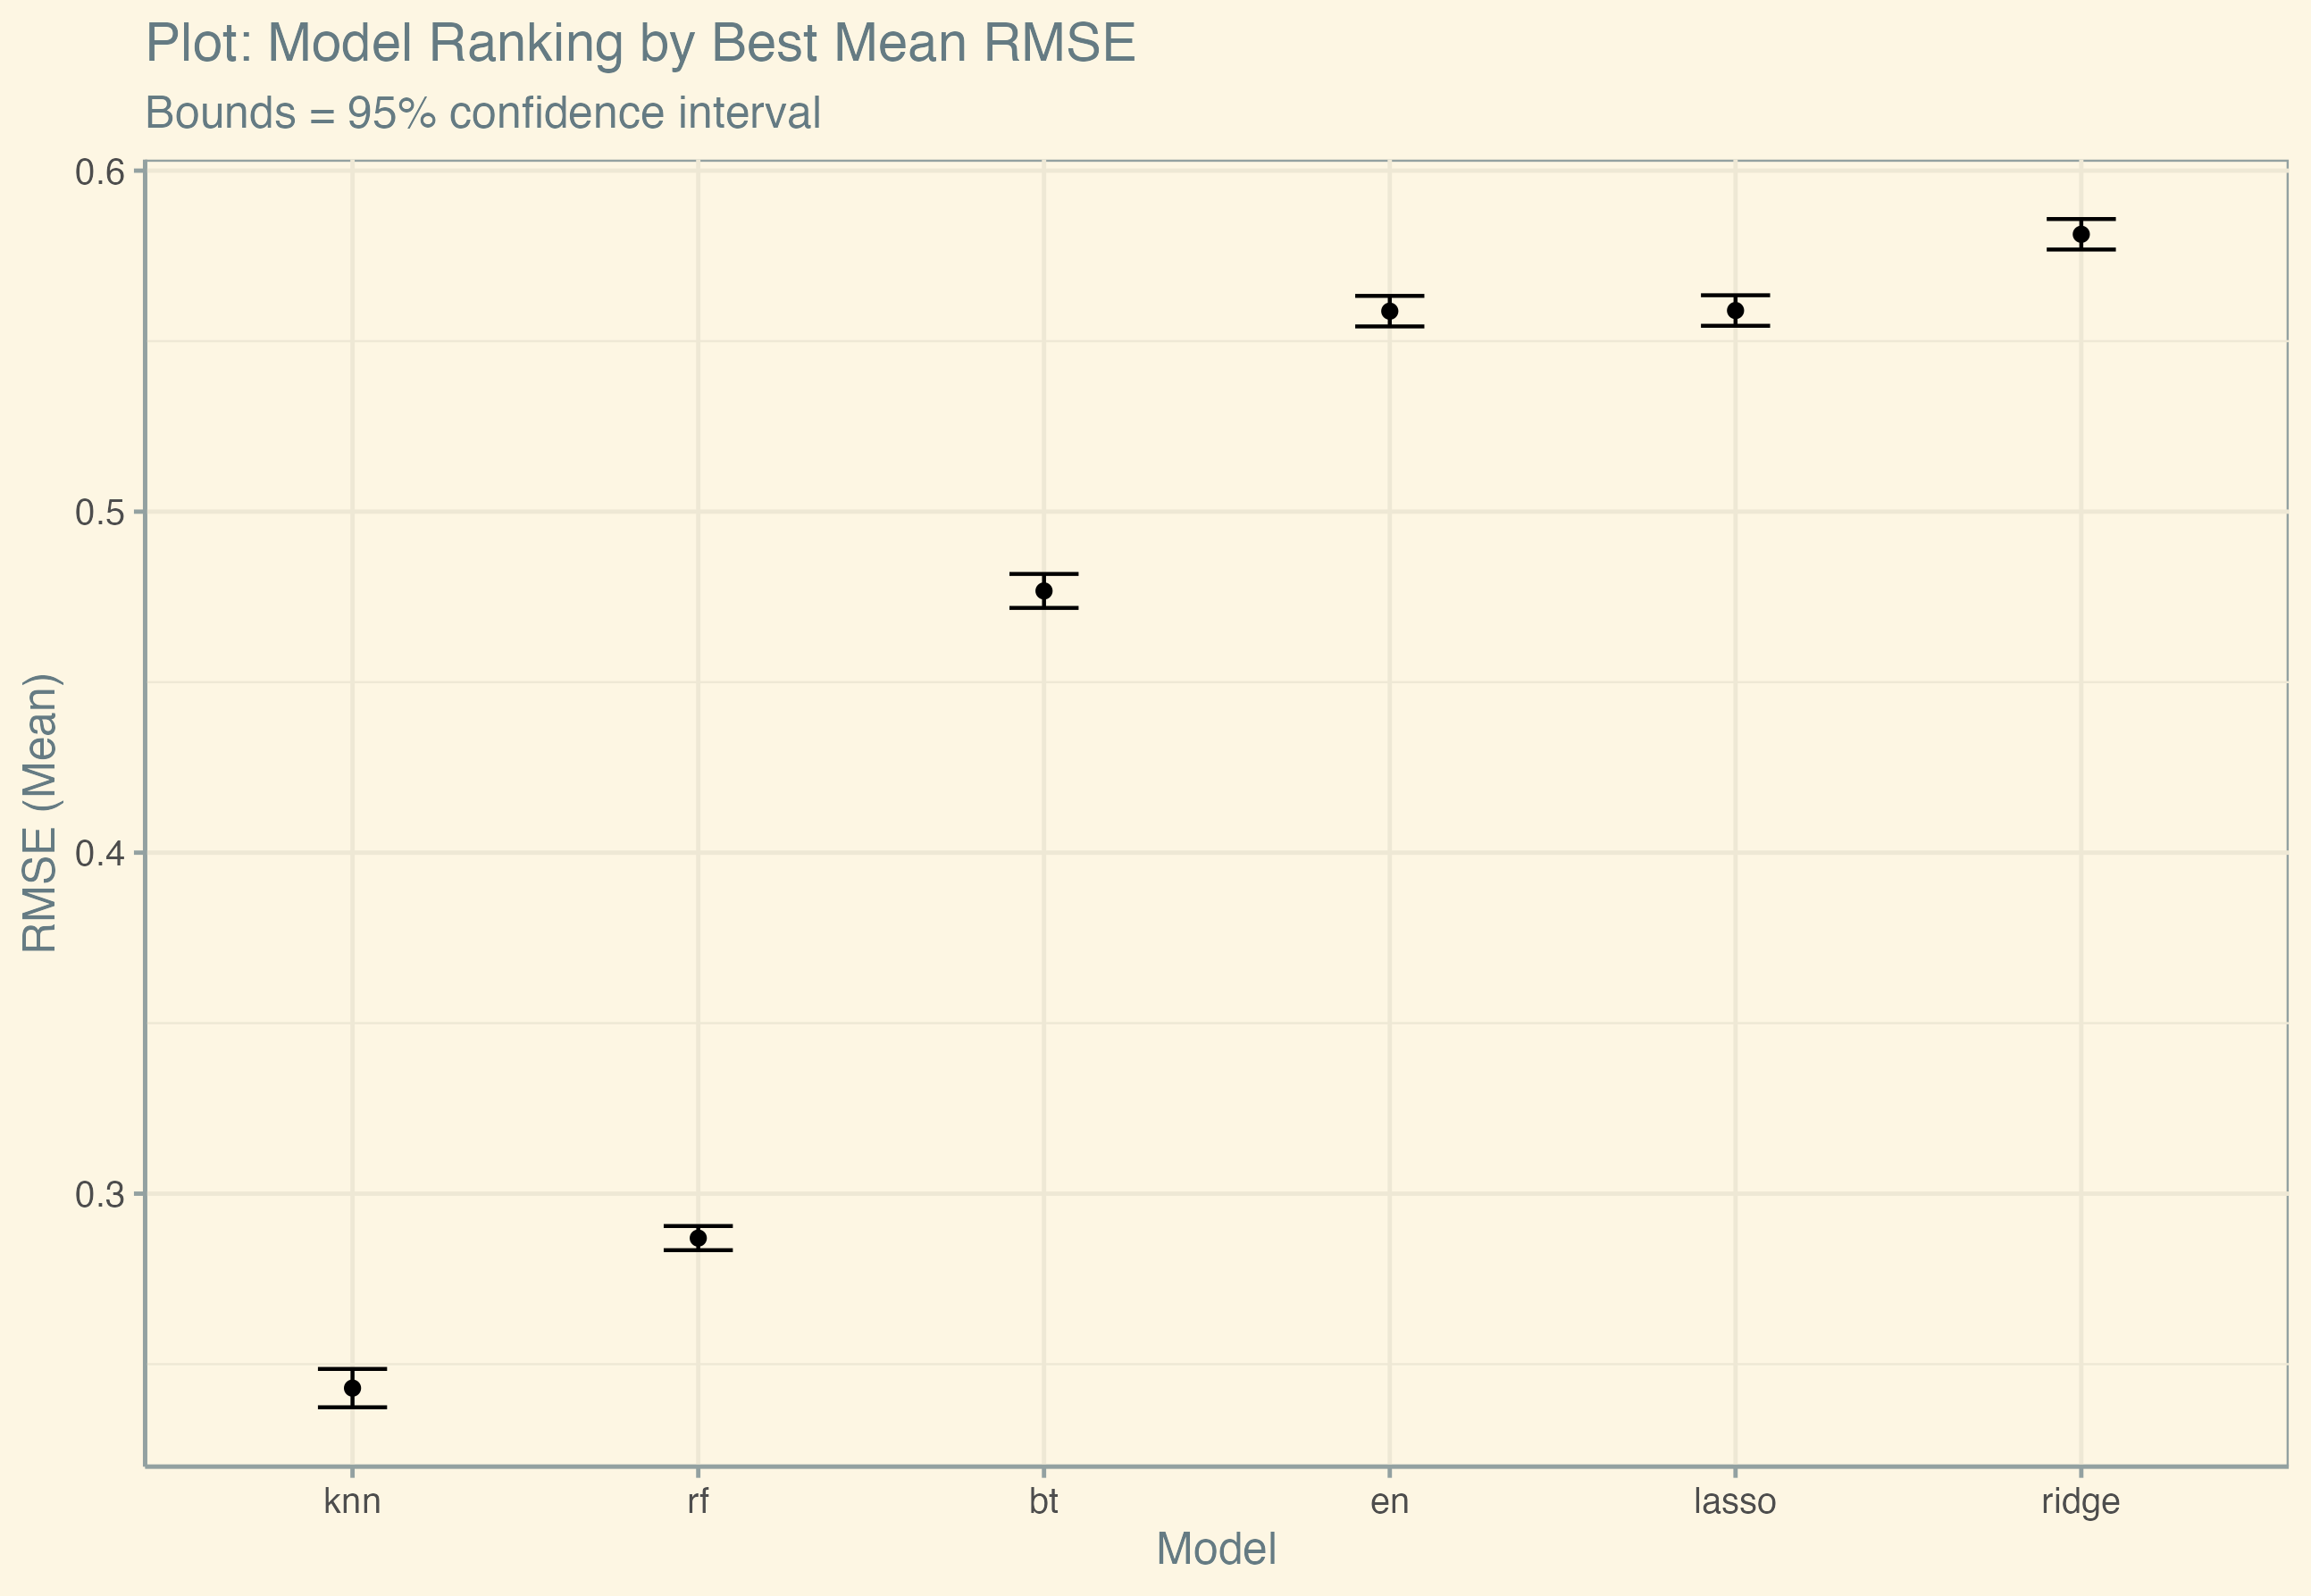 Plot: Model Ranking by Best Mean RMSE
Bounds = 95% confidence interval
RMSE (Mean)
0.6
0.5
0.4
0.3
knn rf bt en lasso ridge
Model